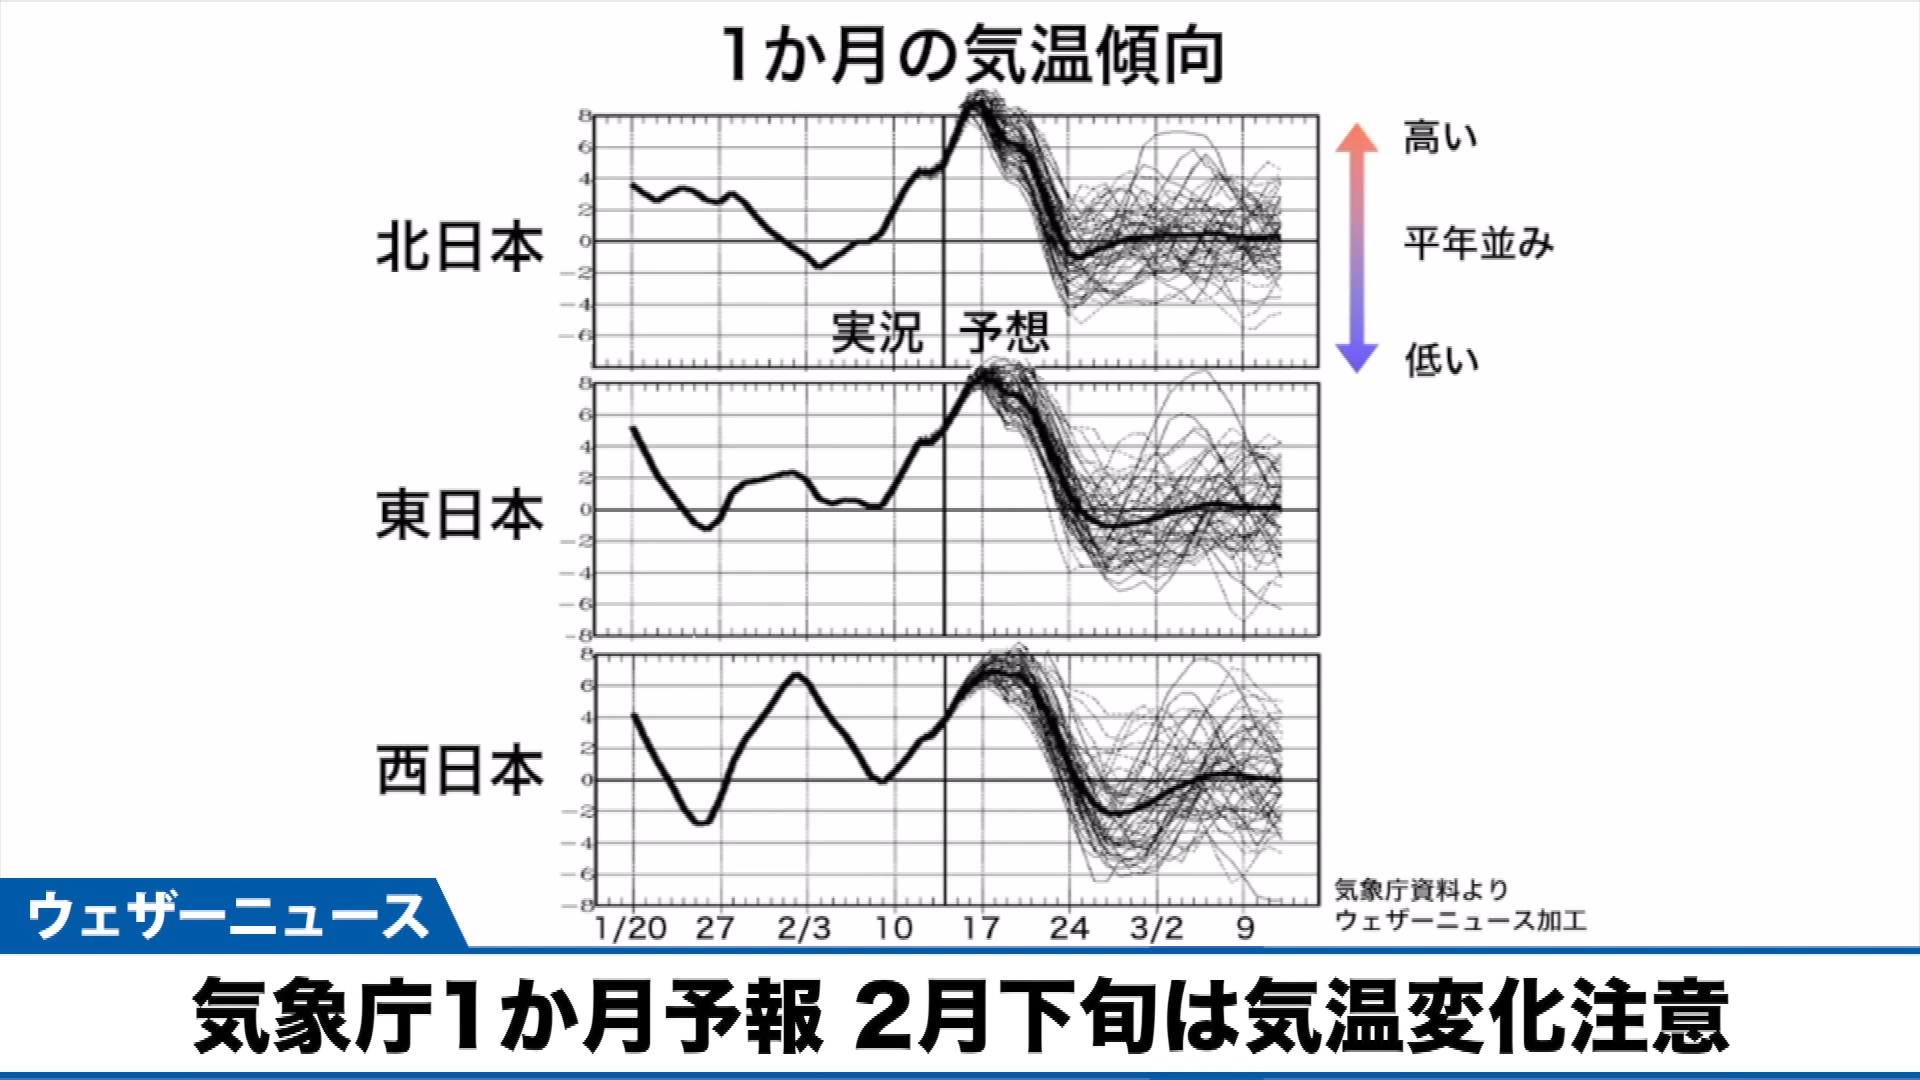 1か月の気温傾向
8
6
4
2
0
-2
-4
-6
北日本
実況 予想
高い
平年並み
低い
8
6
4
2
0
-2
-4
-6
-8
東日本
8
6
4
2
0
-2
-4
-6
-8
西日本
1/20 27 2/3 10 17 24 3/2 9
気象庁資料より
ウェザーニュース加工
ウェザーニュース
気象庁1か月予報 2月下旬は気温変化注意